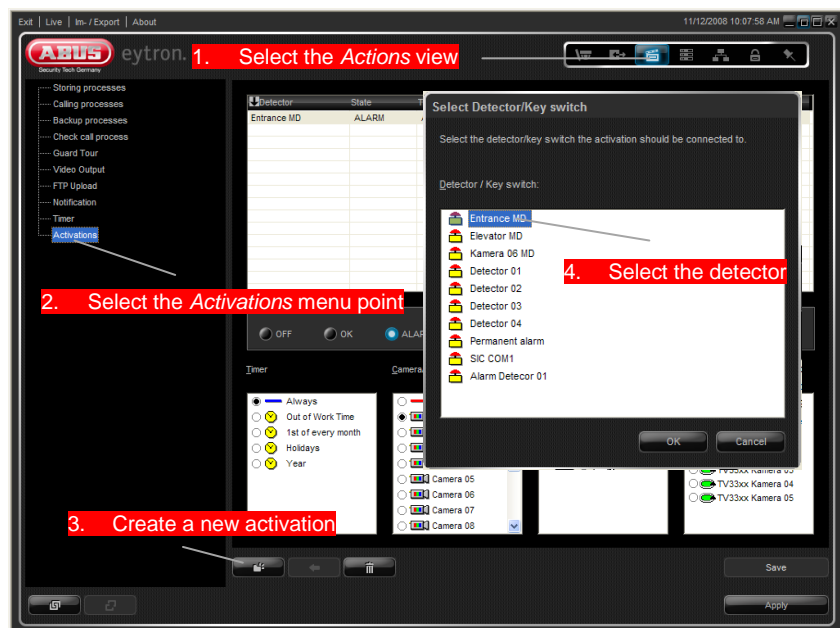 Exit | Live | Im- / Export | About
11/12/2008 10:07:58 AM
ABUS
Security Tech Germany
eytron.
1. Select the Actions view
Storing processes
Calling processes
Backup processes
Check call process
Guard Tour
Video Output
FTP Upload
Notification
Timer
Activations
Detector
State
Entrance MD
ALARM
Select Detector/Key switch
Select the detector/key switch the activation should be connected to.
Detector / Key switch:
Entrance MD
Elevator MD
Kamera 06 MD
Detector 01
Detector 02
Detector 03
Detector 04
Permanent alarm
SIC COM1
Alarm Detecor 01
4. Select the detector
OK
Cancel
2. Select the Activations menu point
OFF
OK
ALA
Timer
Camera
Always
Out of Work Time
1st of every month
Holidays
Year
Camera 05
Camera 06
Camera 07
Camera 08
TV33xx Kamera 03
TV33xx Kamera 04
TV33xx Kamera 05
3. Create a new activation
Save
Apply